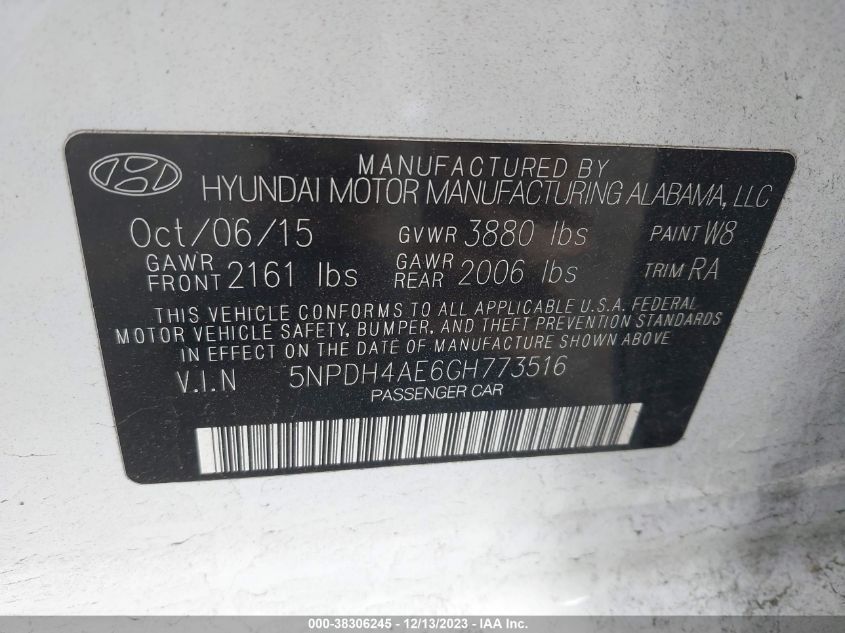 MANUFACTURED BY
HYUNDAI MOTOR MANUFACTURING ALABAMA, LLC
Oct/06/15 GVWR 3880 lbs PAINT W8
GAWR FRONT 2161 lbs GAWR REAR 2006 lbs TRIM RA
THIS VEHICLE CONFORMS TO ALL APPLICABLE U.S.A. FEDERAL
MOTOR VEHICLE SAFETY, BUMPER, AND THEFT PREVENTION STANDARDS
IN EFFECT ON THE DATE OF MANUFACTURE SHOWN ABOVE
V.I.N 5NPDH4AE6GH773516
PASSENGER CAR
000-38306245 - 12/13/2023 - IAA Inc.